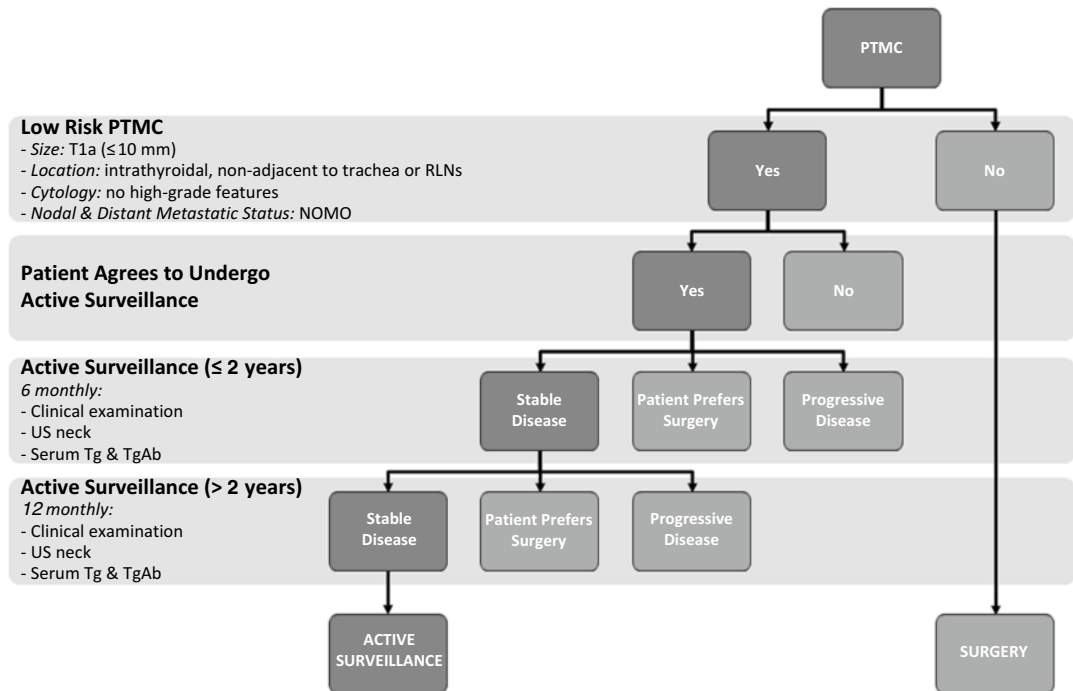 PTMC
Low Risk PTMC
- Size: T1a (≤10 mm)
- Location: intrathyroidal, non-adjacent to trachea or RLNs
- Cytology: no high-grade features
- Nodal & Distant Metastatic Status: NOMO
Yes
No
Patient Agrees to Undergo
Active Surveillance
Yes
No
Active Surveillance (≤ 2 years)
6 monthly:
- Clinical examination
- US neck
- Serum Tg & TgAb
Stable
Disease
Patient Prefers
Surgery
Progressive
Disease
Active Surveillance (> 2 years)
12 monthly:
- Clinical examination
- US neck
- Serum Tg & TgAb
Stable
Disease
Patient Prefers
Surgery
Progressive
Disease
ACTIVE
SURVEILLANCE
SURGERY